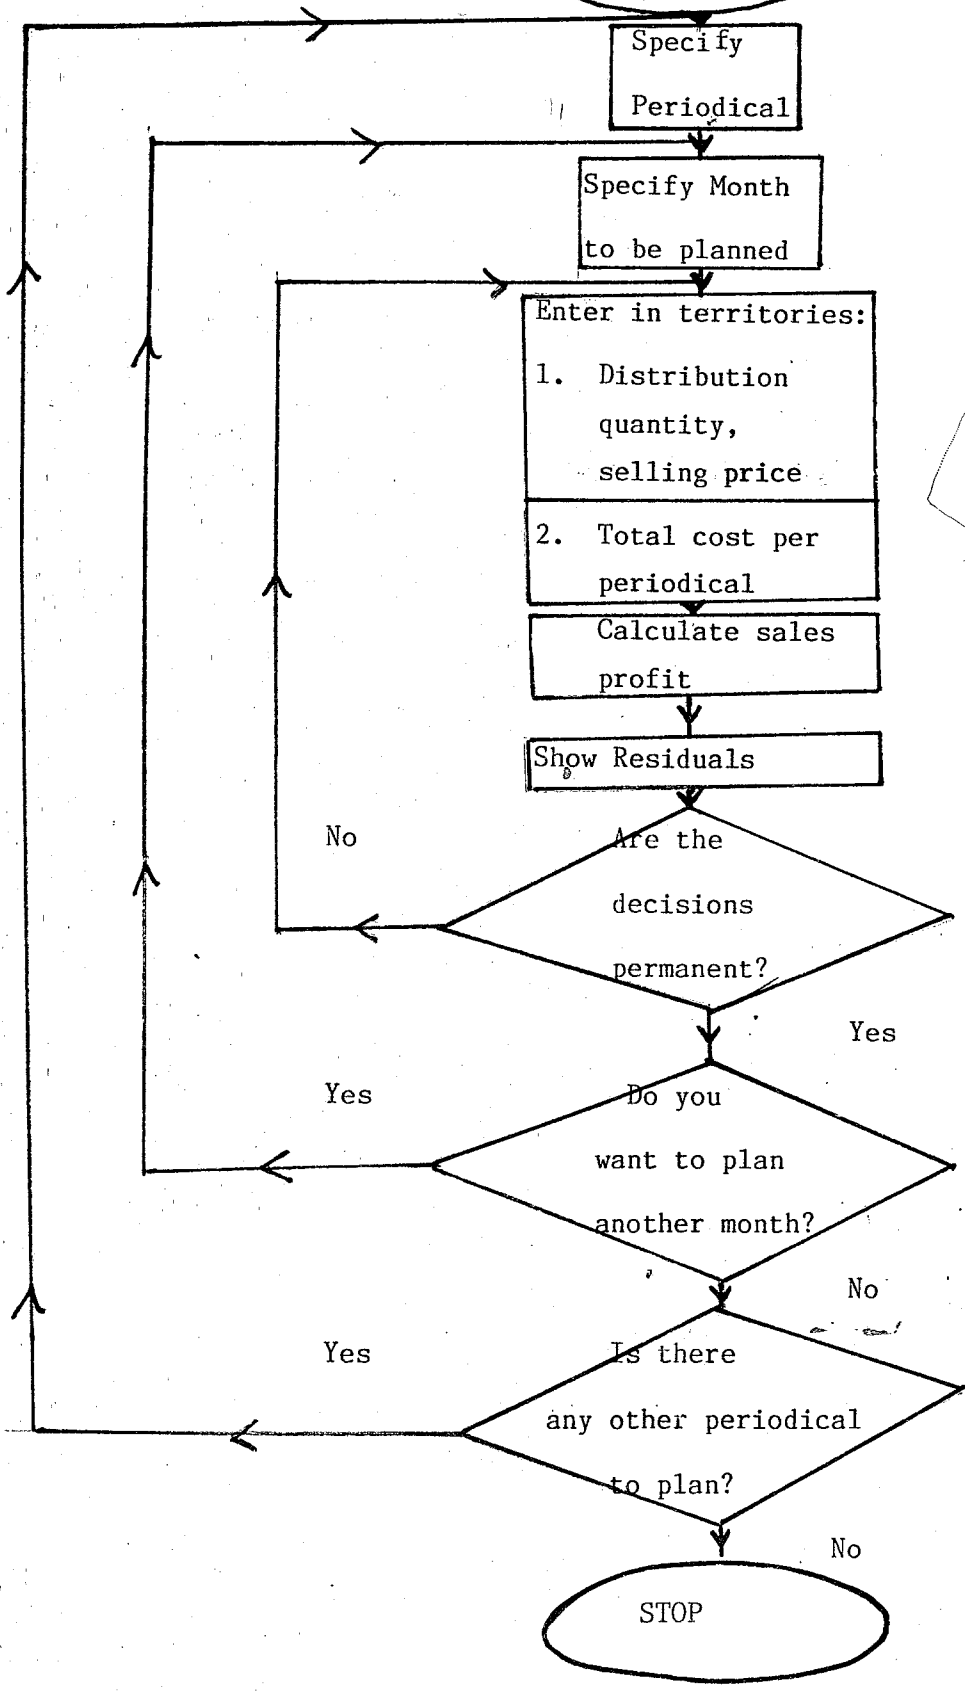 Specify
Periodical
Specify Month
to be planned
Enter in territories:
1. Distribution
quantity,
selling price
2. Total cost per
periodical
Calculate sales
profit
Show Residuals
No
Are the
decisions
permanent?
Yes
Yes
Do you
want to plan
another month?
No
Yes
Is there
any other periodical
to plan?
No
STOP